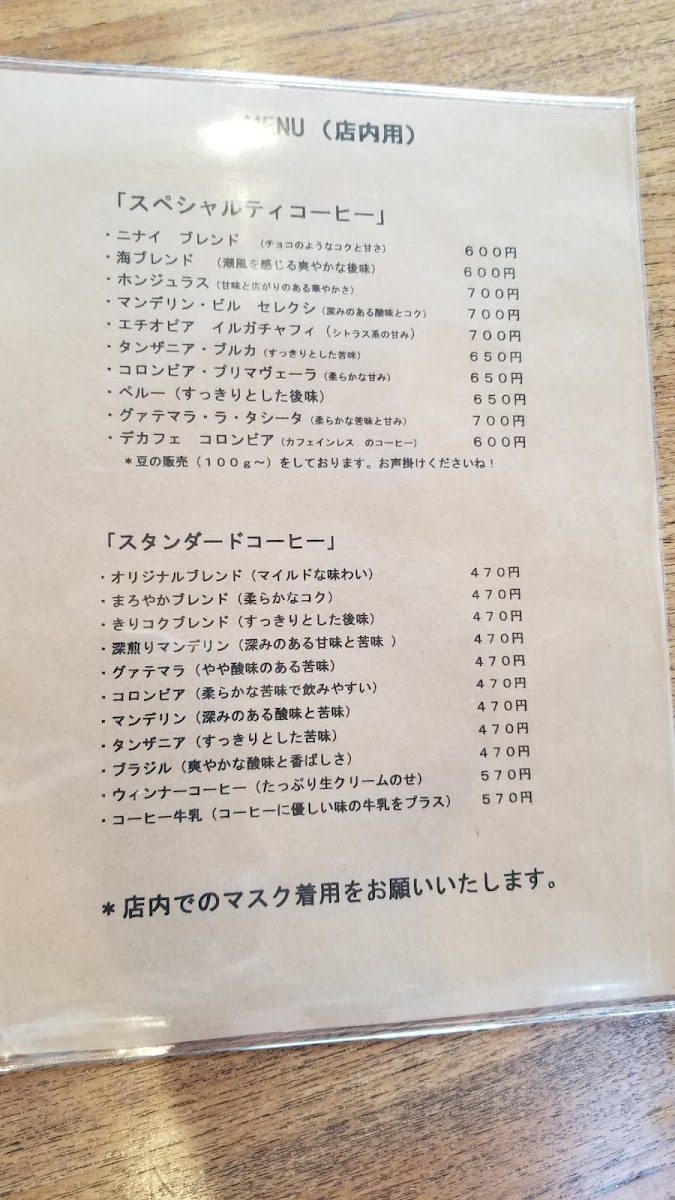 MENU（店内用）
「スペシャルティコーヒー」
・ニナイ　ブレンド　（チョコのようなコクと甘さ）　６００円
・海ブレンド　（潮風を感じる爽やかな後味）　６００円
・ホンジュラス（甘味と広がりのある華やかさ）　７００円
・マンデリン・ビル　セレクシ（深みのある酸味とコク）　７００円
・エチオピア　イルガチャフィ（シトラス系の甘み）　７００円
・タンザニア・ブルカ（すっきりとした苦味）　６５０円
・コロンビア・プリマヴェーラ（柔らかな甘み）　６５０円
・ペルー（すっきりとした後味）　６５０円
・グァテマラ・ラ・タシータ（柔らかな苦味と甘み）　７００円
・デカフェ　コロンビア（カフェインレス　のコーヒー）　６００円
＊豆の販売（１００ｇ～）をしております。お声掛けくださいね！
「スタンダードコーヒー」
・オリジナルブレンド（マイルドな味わい）　４７０円
・まろやかブレンド（柔らかなコク）　４７０円
・きりコクブレンド（すっきりとした後味）　４７０円
・深煎りマンデリン（深みのある甘味と苦味 ）　４７０円
・グァテマラ（やや酸味のある苦味）　４７０円
・コロンビア（柔らかな苦味で飲みやすい）　４７０円
・マンデリン（深みのある酸味と苦味）　４７０円
・タンザニア（すっきりとした苦味）　４７０円
・ブラジル（爽やかな酸味と香ばしさ）　４７０円
・ウィンナーコーヒー（たっぷり生クリームのせ）　５７０円
・コーヒー牛乳（コーヒーに優しい味の牛乳をプラス）　５７０円
＊店内でのマスク着用をお願いいたします。